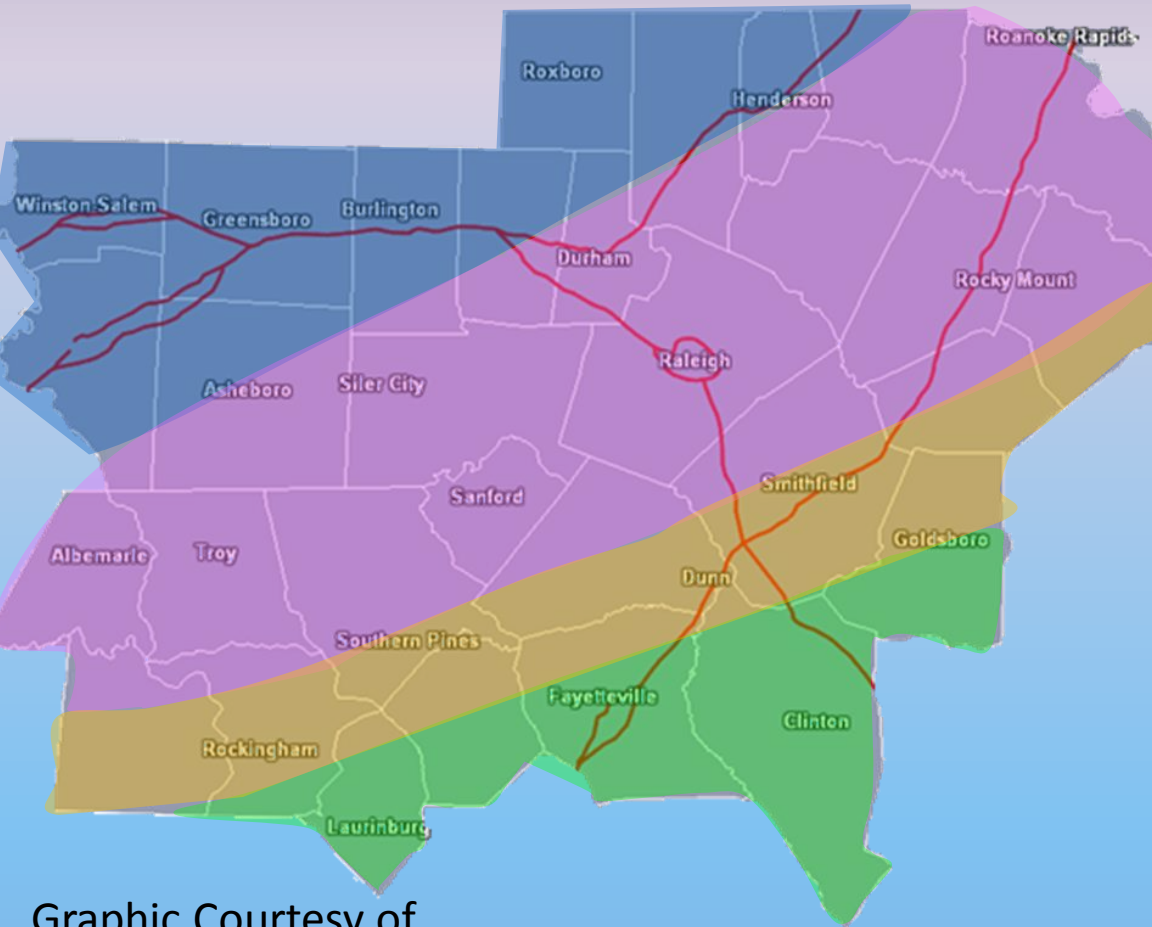 Roanoke Rapids
Roxboro
Henderson
Winston Salem
Greensboro
Burlington
Durham
Rocky Mount
Raleigh
Asheboro
Siler City
Smithfield
Sanford
Goldsboro
Albemarle
Troy
Dunn
Southern Pines
Fayetteville
Clinton
Rockingham
Laurinburg
Graphic Courtesy of